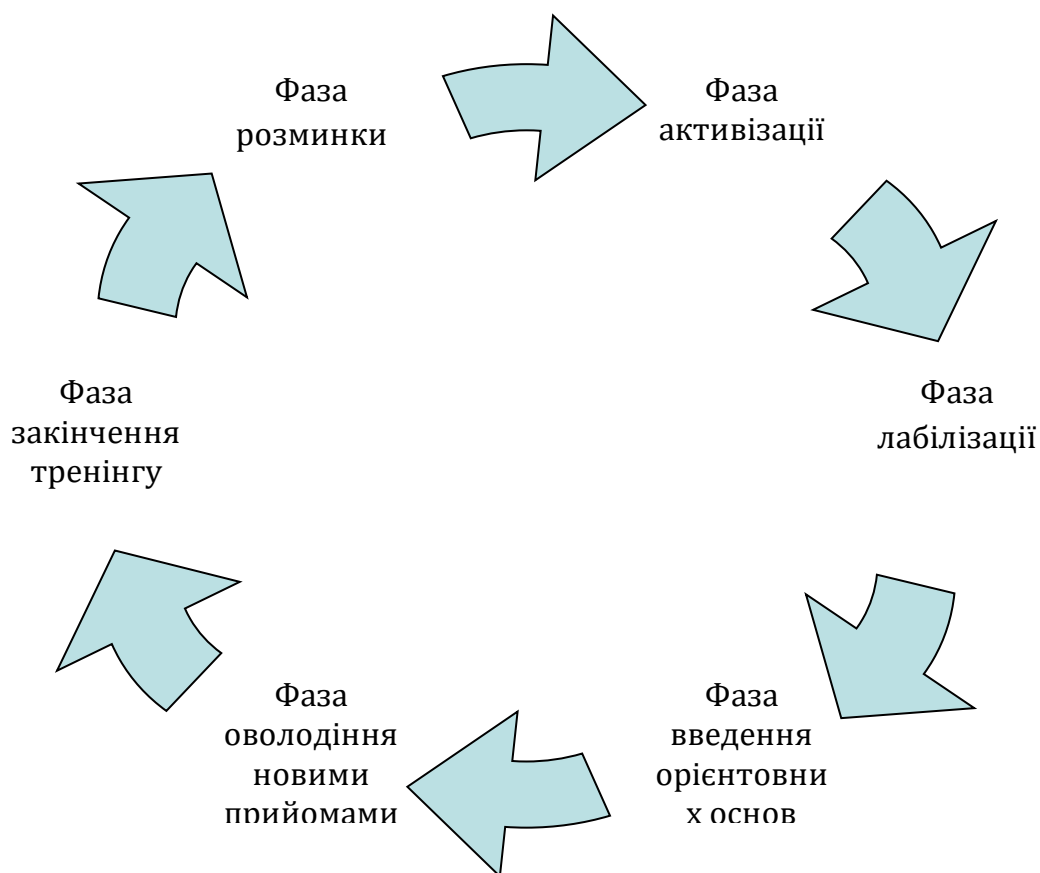 Фаза
розминки
Фаза
активізації
Фаза
лабілізації
Фаза
введення
орієнтовни
х основ
Фаза
оволодіння
новими
прийомами
Фаза
закінчення
тренінгу